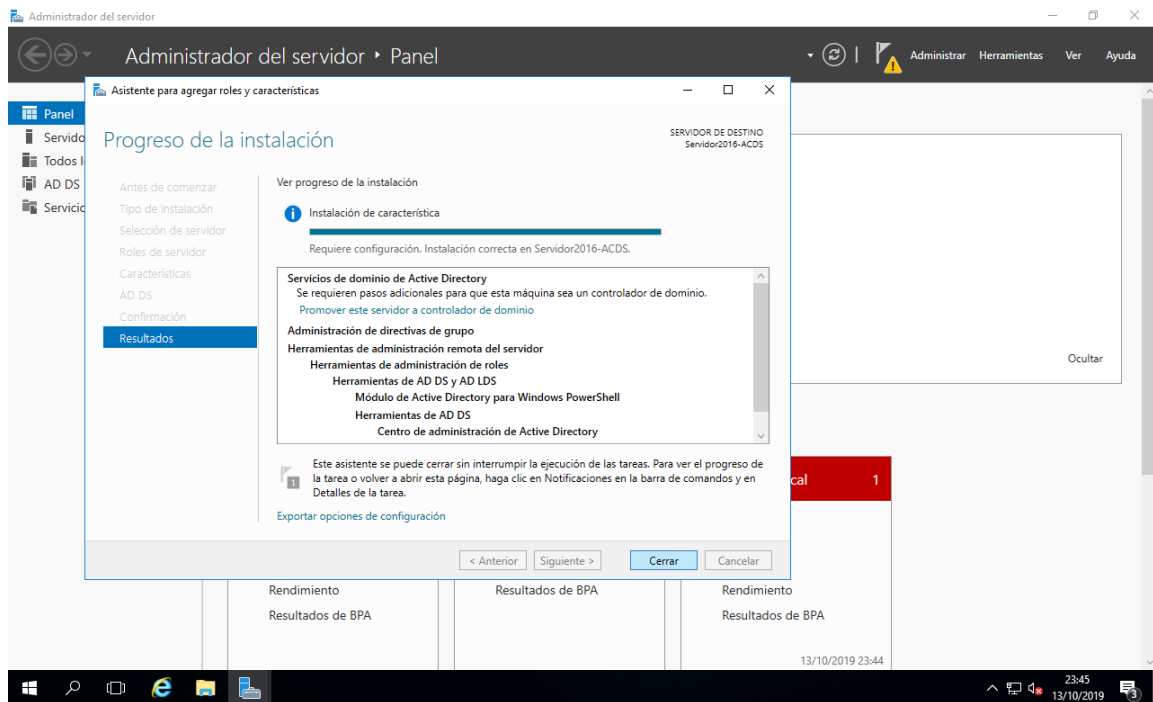 Administrador del servidor
Administrador del servidor • Panel
Administrar Herramientas Ver Ayuda
Panel
Servido
Todos l
AD DS
Servicio
Asistente para agregar roles y características
Progreso de la instalación
SERVIDOR DE DESTINO
Servidor2016-ACDS
Antes de comenzar
Tipo de instalación
Selección de servidor
Roles de servidor
Características
AD DS
Confirmación
Resultados
Ver progreso de la instalación
Instalación de característica
Requiere configuración. Instalación correcta en Servidor2016-ACDS.
Servicios de dominio de Active Directory
Se requieren pasos adicionales para que esta máquina sea un controlador de dominio.
Promover este servidor a controlador de dominio
Administración de directivas de grupo
Herramientas de administración remota del servidor
Herramientas de administración de roles
Herramientas de AD DS y AD LDS
Módulo de Active Directory para Windows PowerShell
Herramientas de AD DS
Centro de administración de Active Directory
1
Este asistente se puede cerrar sin interrumpir la ejecución de las tareas. Para ver el progreso de
la tarea o volver a abrir esta página, haga clic en Notificaciones en la barra de comandos y en
Detalles de la tarea.
Exportar opciones de configuración
< Anterior Siguiente > Cerrar Cancelar
Ocultar
cal 1
Rendimiento
Resultados de BPA
Resultados de BPA
Rendimiento
Resultados de BPA
13/10/2019 23:44
23:45
13/10/2019
3